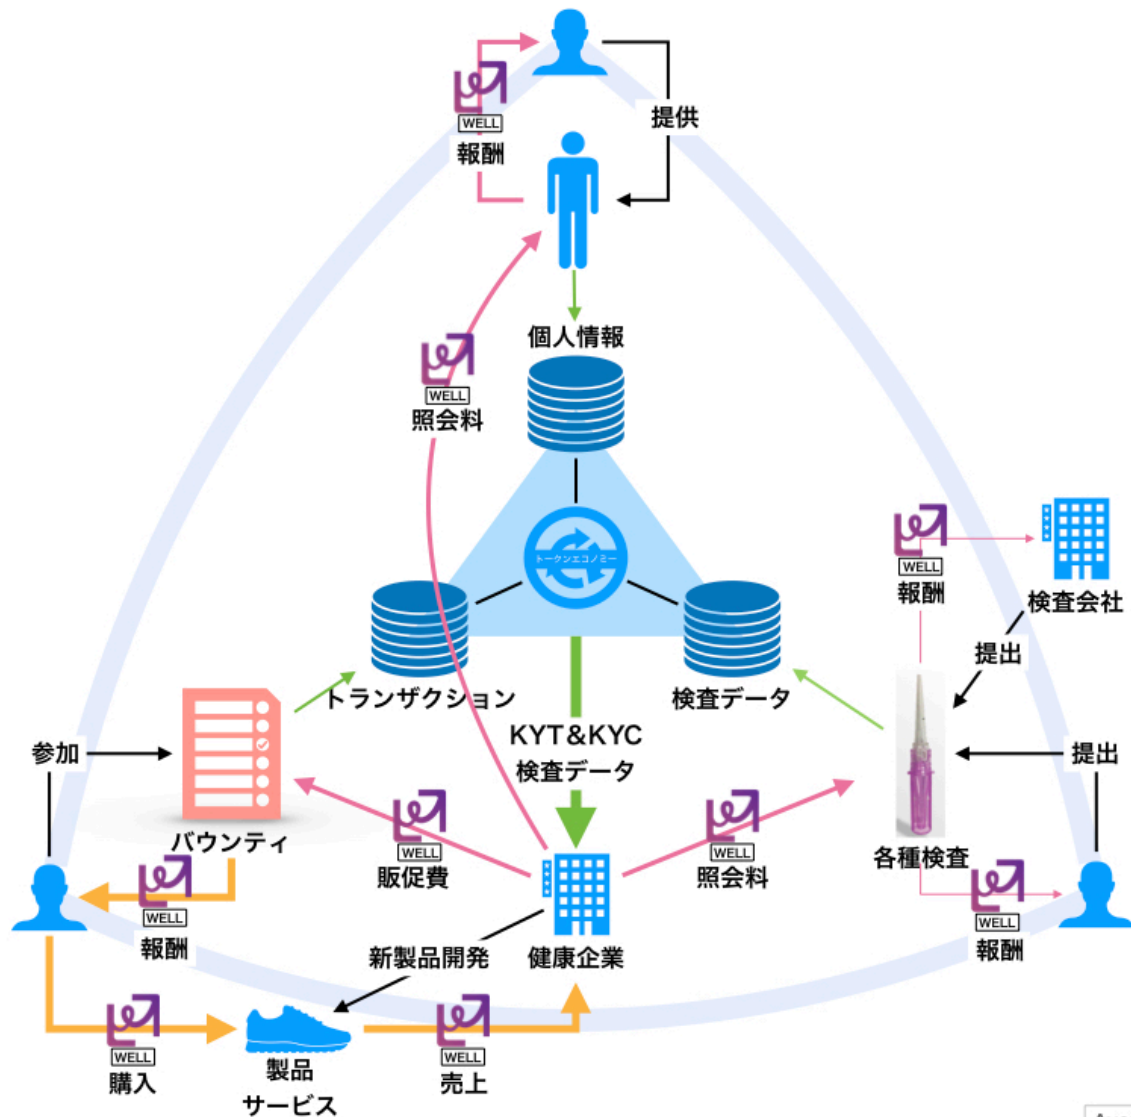 提供
WELL
報酬
個人情報
WELL
照会料
トークンエコノミー
WELL
報酬
検査会社
提出
トランザクション
検査データ
KYT&KYC
検査データ
参加
提出
バウンティ
WELL
販促費
WELL
照会料
各種検査
WELL
報酬
新製品開発
健康企業
WELL
報酬
WELL
購入
製品
サービス
WELL
売上